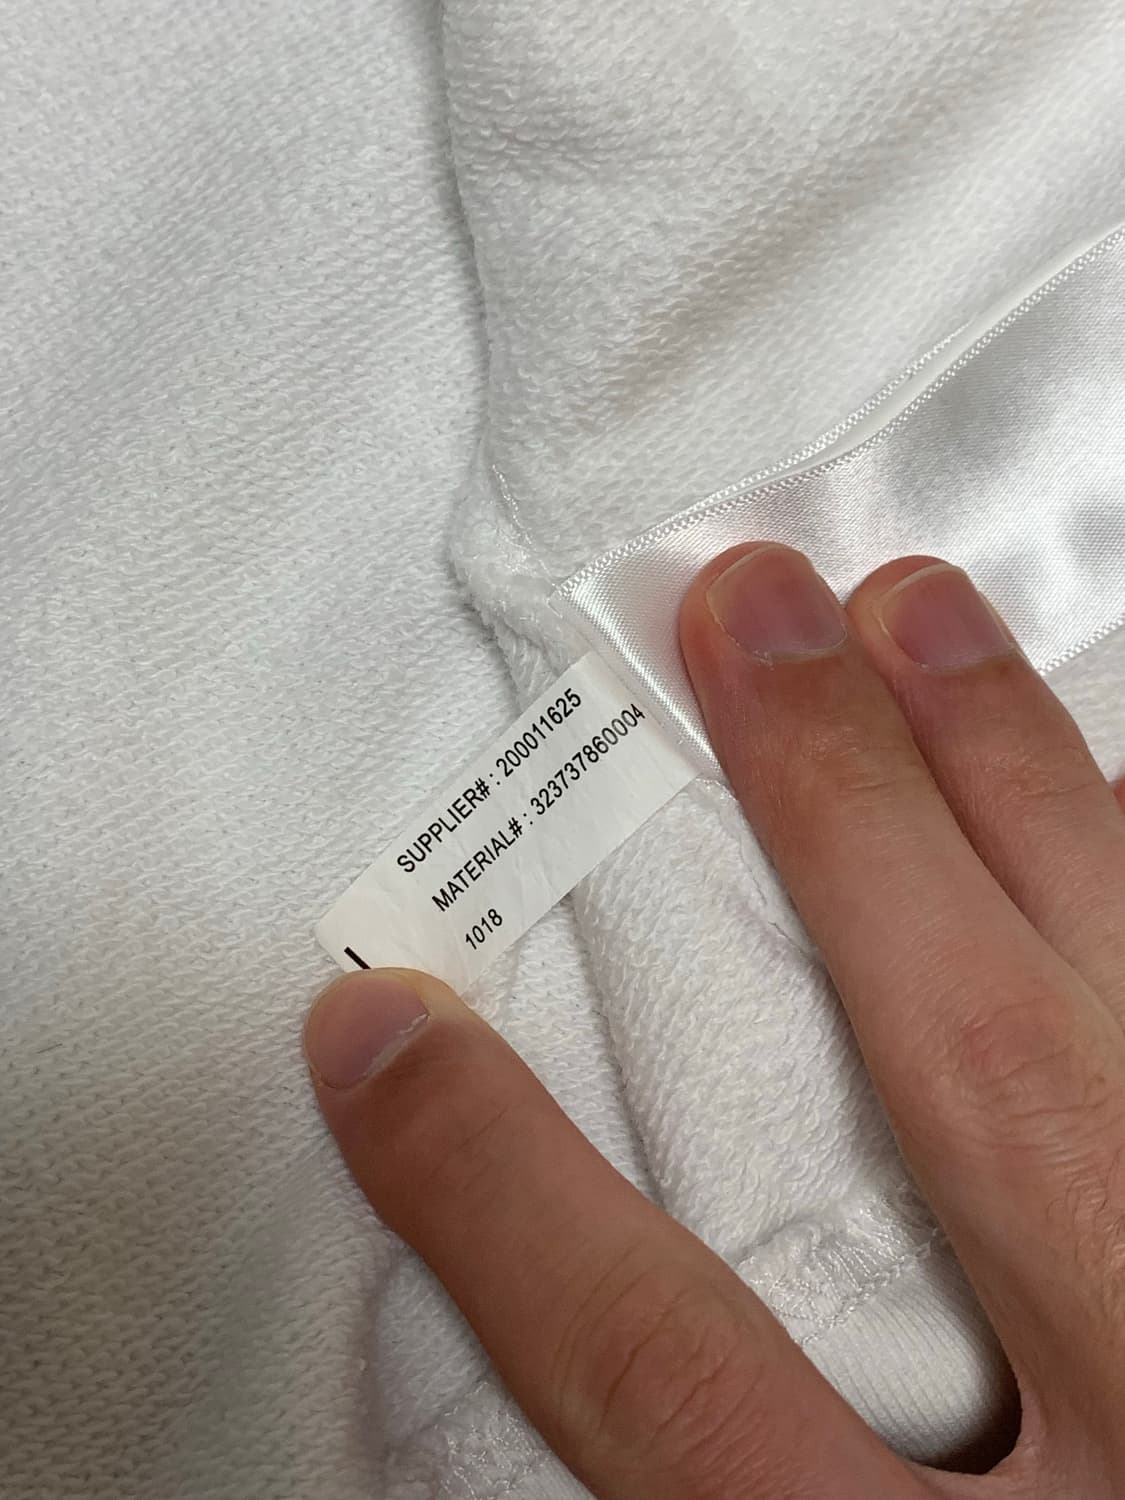 SUPPLIER# : 200011625
MATERIAL# : 323737860004
1018